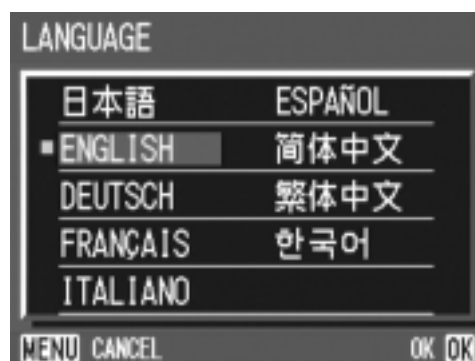 LANGUAGE
日本語 ESPAÑOL
ENGLISH 简体中文
DEUTSCH 繁体中文
FRANÇAIS 한국어
ITALIANO
MENU CANCEL OK OK